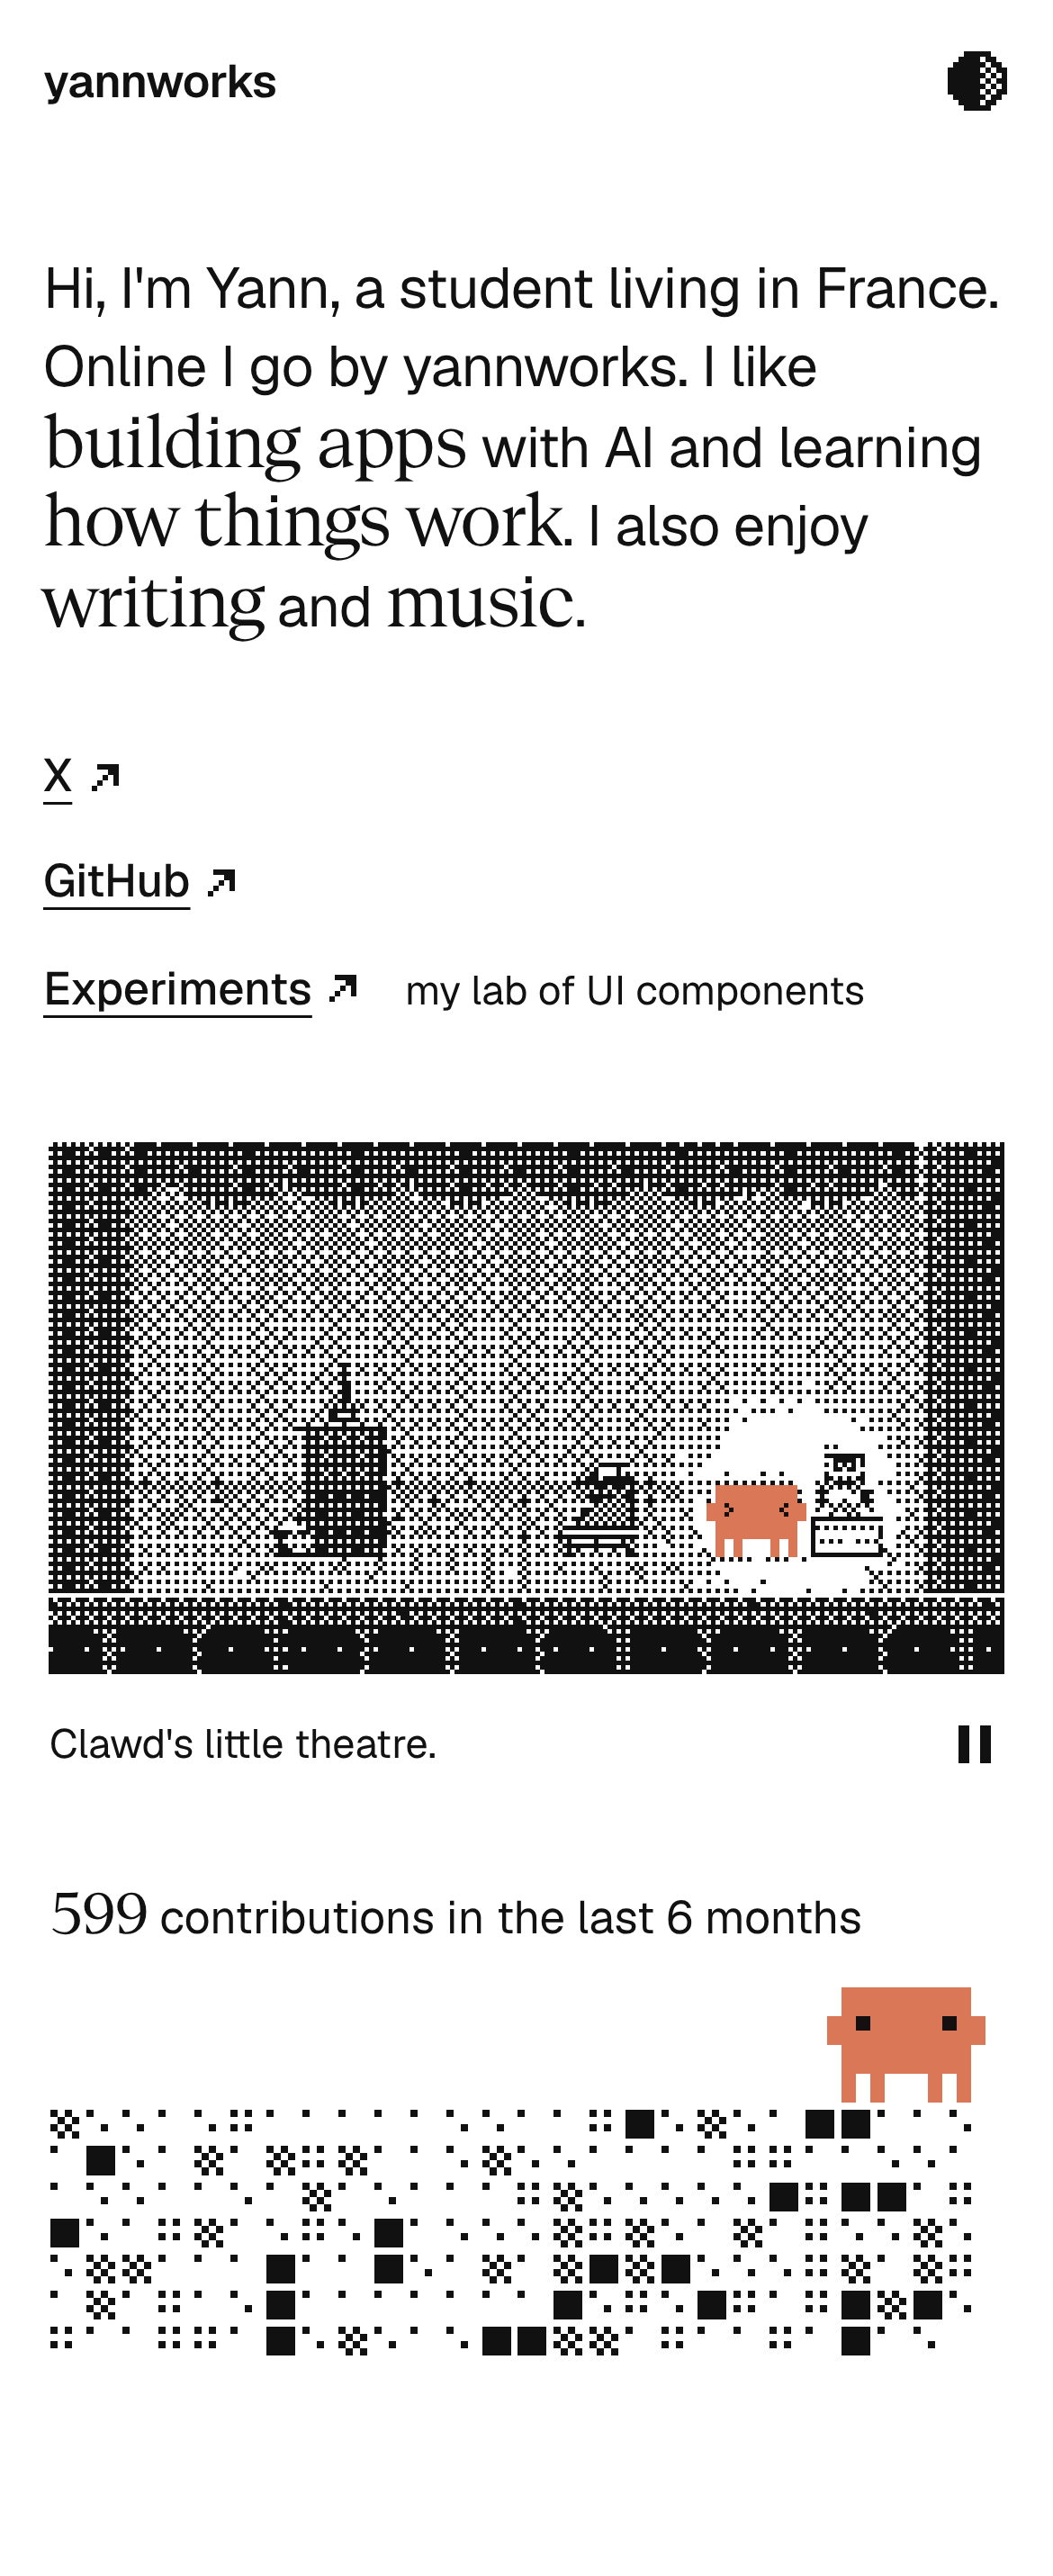 yannworks
Hi, I'm Yann, a student living in France.
Online I go by yannworks. I like
building apps with AI and learning
how things work. I also enjoy
writing and music.
X
GitHub
Experiments my lab of UI components
Clawd's little theatre.
599 contributions in the last 6 months